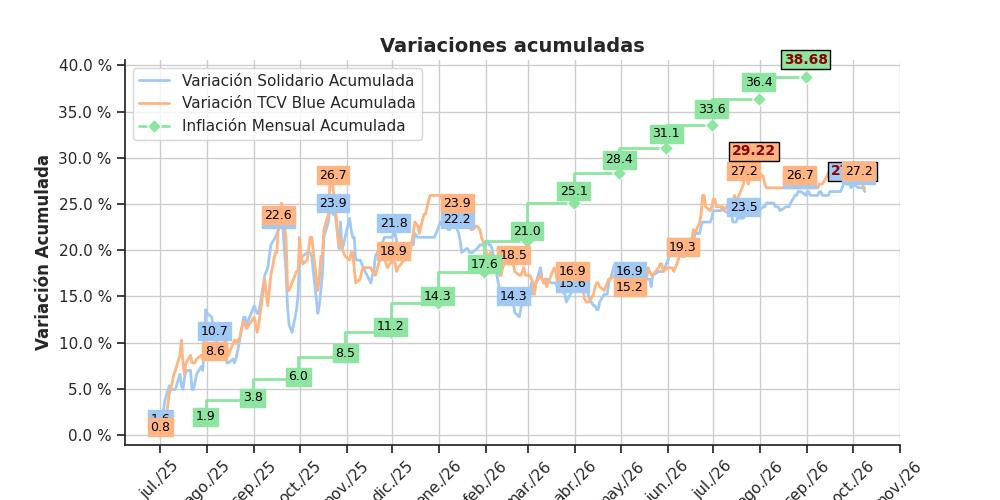 Variaciones acumuladas
Variación Acumulada
40.0 %
35.0 %
30.0 %
25.0 %
20.0 %
15.0 %
10.0 %
5.0 %
0.0 %
Variación Solidario Acumulada
Variación TCV Blue Acumulada
Inflación Mensual Acumulada
0.8
10.7
8.6
1.9
3.8
22.6
6.0
26.7
23.9
8.5
21.8
18.9
11.2
23.9
22.2
14.3
17.6
18.5
14.3
21.0
25.1
16.9
15.6
28.4
16.9
15.2
31.1
19.3
33.6
29.22
27.2
23.5
36.4
38.68
26.7
27.2
jul./25
ago./25
sep./25
oct./25
nov./25
dic./25
ene./26
feb./26
mar./26
abr./26
may./26
jun./26
jul./26
ago./26
sep./26
oct./26
nov./26